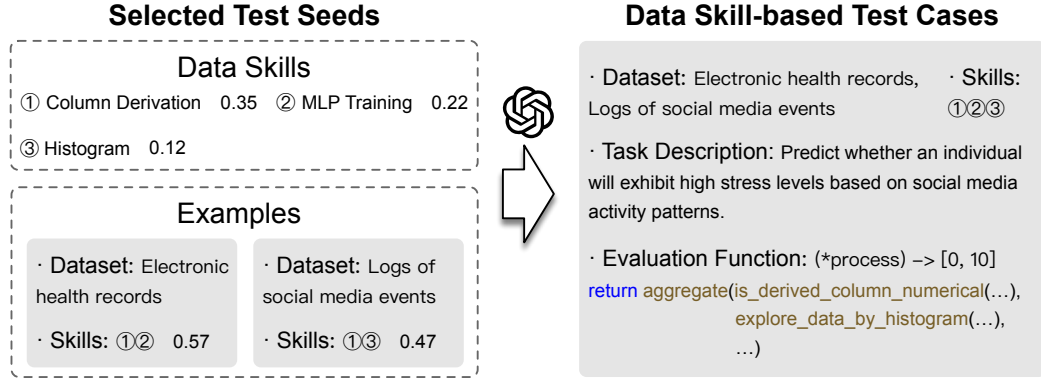 Selected Test Seeds
Data Skills
① Column Derivation 0.35 ② MLP Training 0.22
③ Histogram 0.12
Examples
· Dataset: Electronic
health records
· Skills: ①② 0.57
· Dataset: Logs of
social media events
· Skills: ①③ 0.47
Data Skill-based Test Cases
· Dataset: Electronic health records,
Logs of social media events
· Skills:
①②③
· Task Description: Predict whether an individual
will exhibit high stress levels based on social media
activity patterns.
· Evaluation Function: (*process) –> [0, 10]
return aggregate(is_derived_column_numerical(…),
explore_data_by_histogram(…),
…)